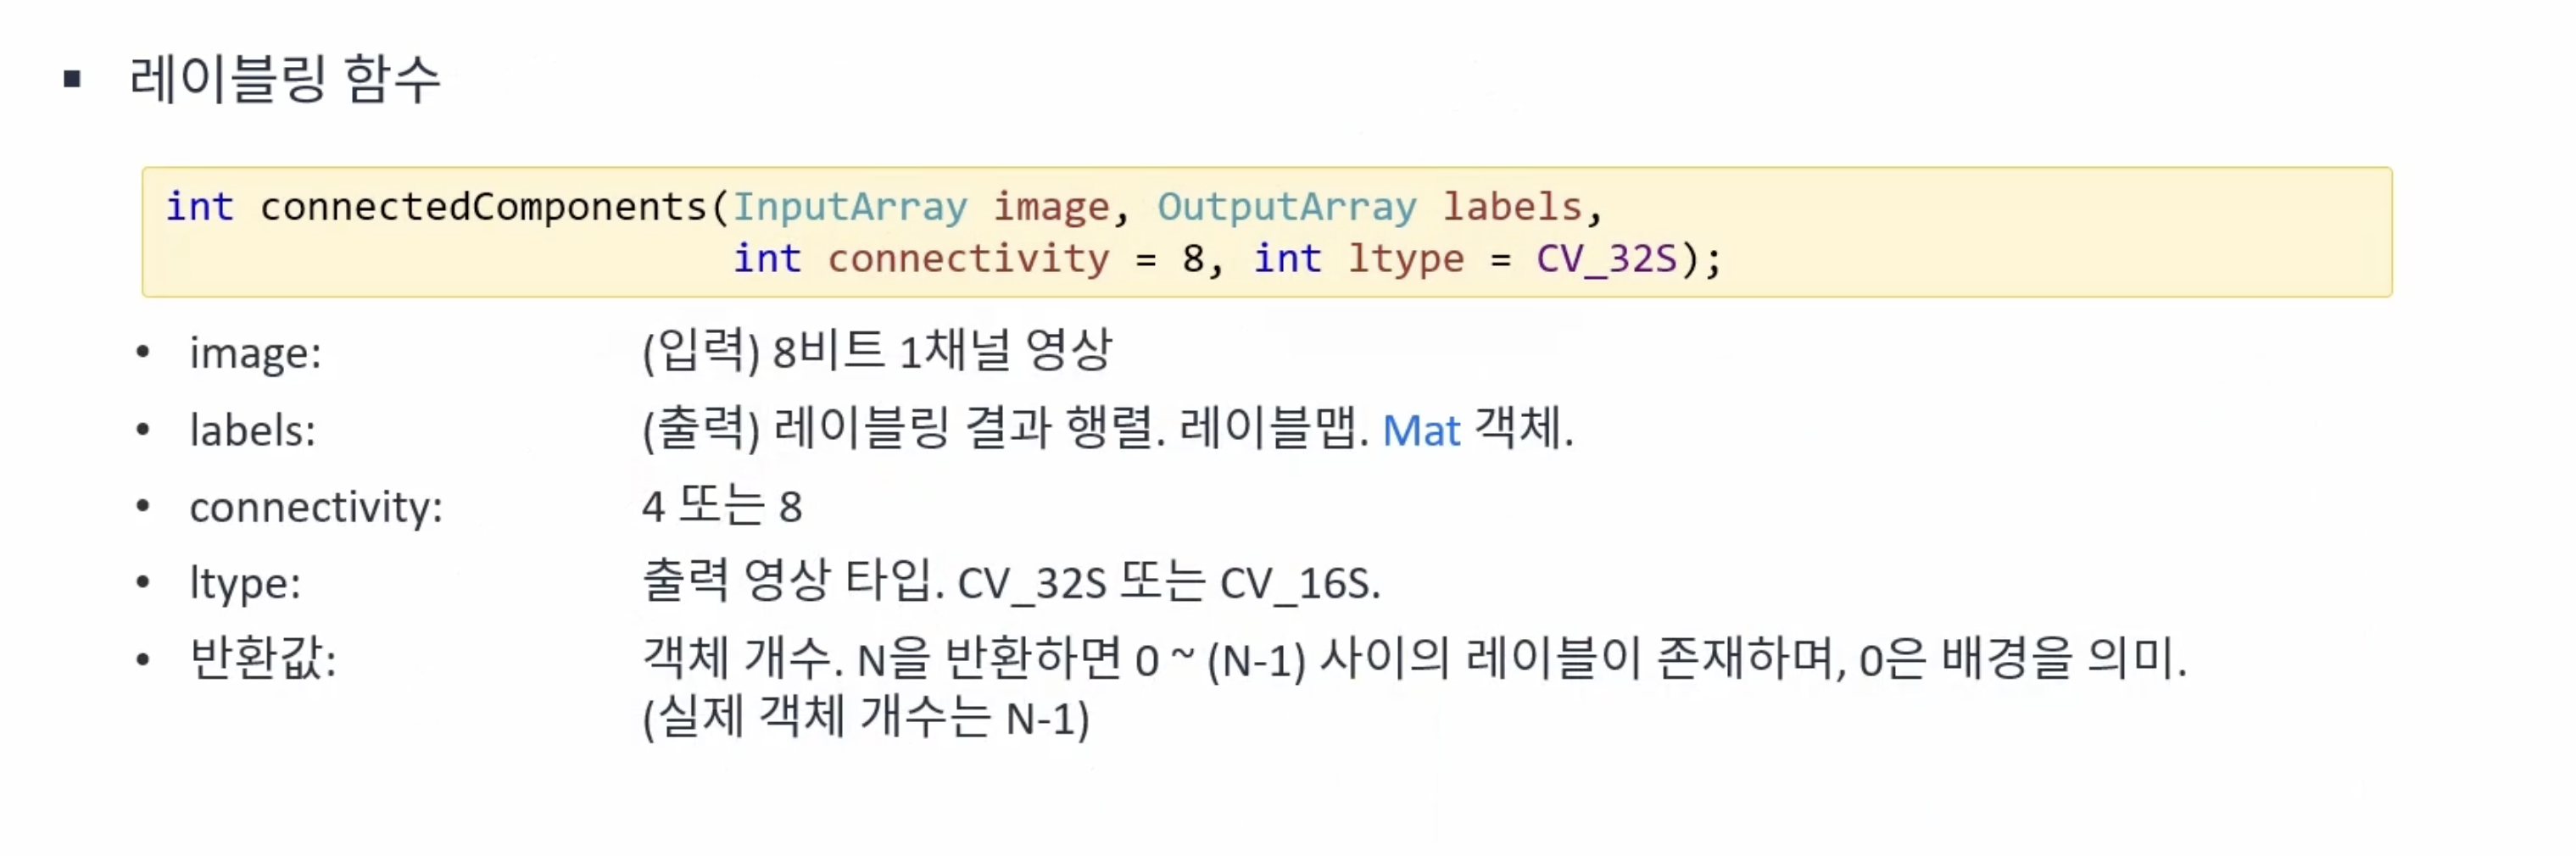 ▪ 레이블링 함수
int connectedComponents(InputArray image, OutputArray labels,
int connectivity = 8, int ltype = CV_32S);
• image: (입력) 8비트 1채널 영상
• labels: (출력) 레이블링 결과 행렬. 레이블맵. Mat 객체.
• connectivity: 4 또는 8
• ltype: 출력 영상 타입. CV_32S 또는 CV_16S.
• 반환값: 객체 개수. N을 반환하면 0 ~ (N-1) 사이의 레이블이 존재하며, 0은 배경을 의미.
(실제 객체 개수는 N-1)